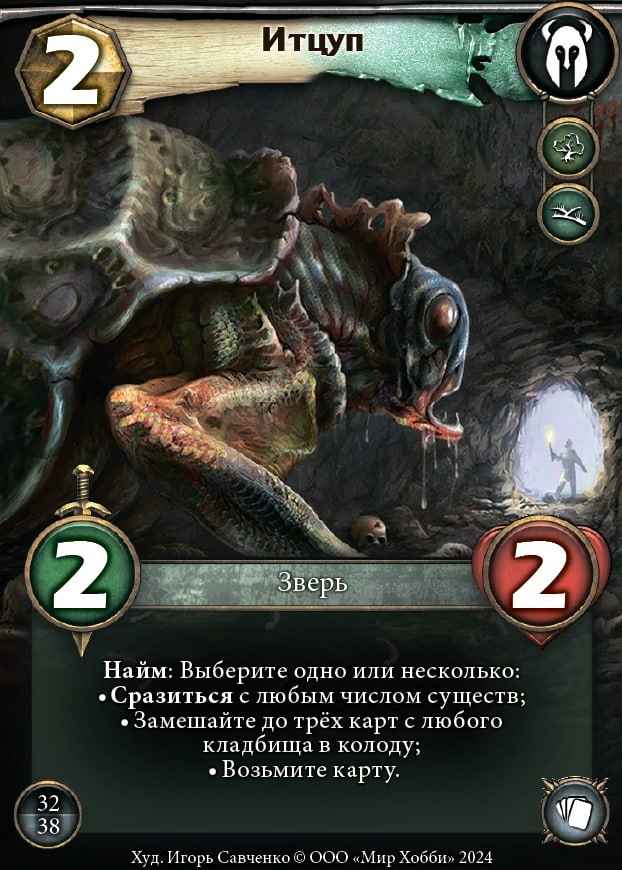 2
Итцуп
2
Зверь
2
Найм: Выберите одно или несколько:
• Сразиться с любым числом существ;
• Замешайте до трёх карт с любого
кладбища в колоду;
• Возьмите карту.
32
38
Худ. Игорь Савченко © ООО «Мир Хобби» 2024